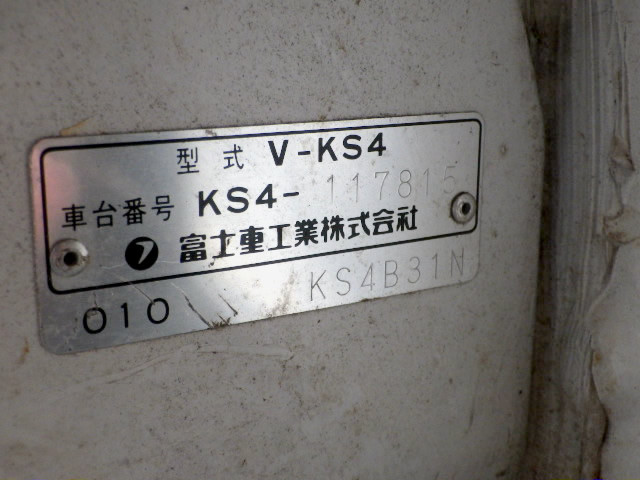 型式 V-KS4
車台番号 KS4-117815
富士重工業株式会社
010 KS4B31N